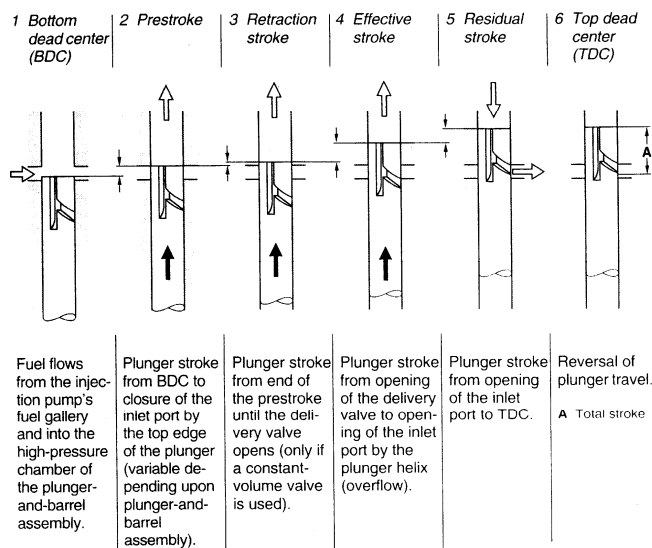 1 Bottom
dead center
(BDC)
2 Prestroke
3 Retraction
stroke
4 Effective
stroke
5 Residual
stroke
6 Top dead
center
(TDC)
A
Fuel flows
from the injec-
tion pump's
fuel gallery
and into the
high-pressure
chamber of
the plunger-
and-barrel
assembly.
Plunger stroke
from BDC to
closure of the
inlet port by
the top edge
of the plunger
(variable de-
pending upon
plunger-and-
barrel
assembly).
Plunger stroke
from end of
the prestroke
until the deli-
very valve
opens (only if
a constant-
volume valve
is used).
Plunger stroke
from opening
of the delivery
valve to open-
ing of the inlet
port by the
plunger helix
(overflow).
Plunger stroke
from opening
of the inlet
port to TDC.
Reversal of
plunger travel.
A Total stroke